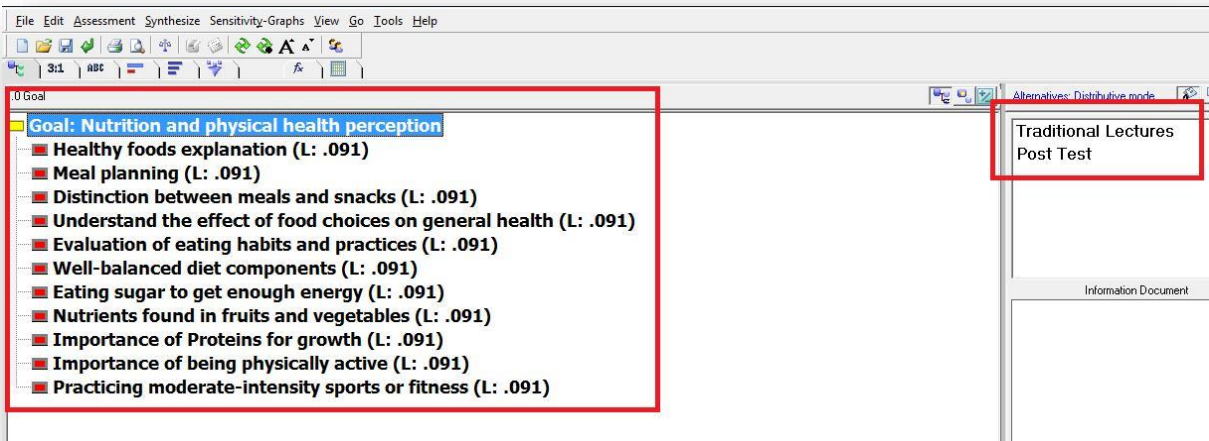 File Edit Assessment Synthesize Sensitivity-Graphs View Go Tools Help
3:1 ABC fx
.0 Goal
Goal: Nutrition and physical health perception
Healthy foods explanation (L: .091)
Meal planning (L: .091)
Distinction between meals and snacks (L: .091)
Understand the effect of food choices on general health (L: .091)
Evaluation of eating habits and practices (L: .091)
Well-balanced diet components (L: .091)
Eating sugar to get enough energy (L: .091)
Nutrients found in fruits and vegetables (L: .091)
Importance of Proteins for growth (L: .091)
Importance of being physically active (L: .091)
Practicing moderate-intensity sports or fitness (L: .091)
Alternatives: Distributive mode
Traditional Lectures
Post Test
Information Document